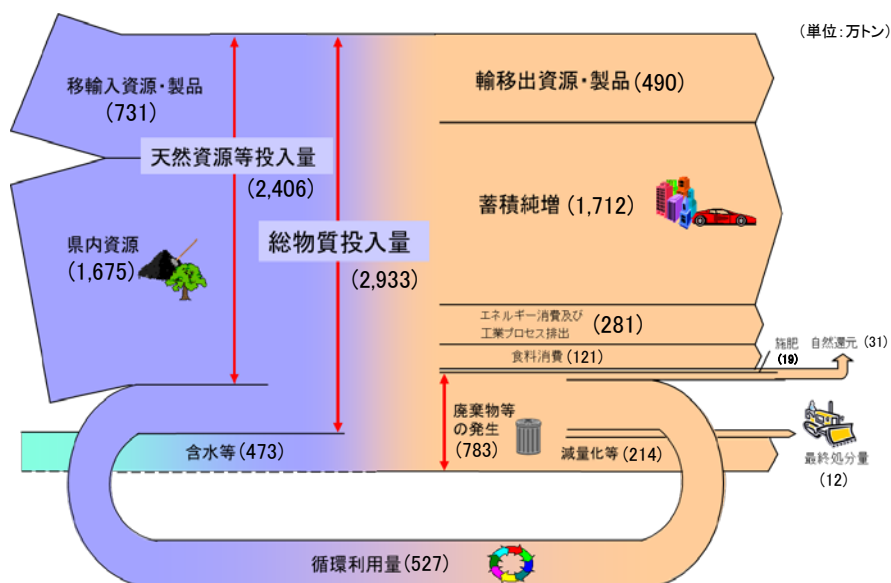 (単位:万トン)
移輸入資源・製品
(731)
輸移出資源・製品 (490)
天然資源等投入量
(2,406)
蓄積純増 (1,712)
県内資源
(1,675)
総物質投入量
(2,933)
エネルギー消費及び
工業プロセス排出
(281)
食料消費 (121)
施肥
(19)
自然還元 (31)
廃棄物等
の発生
(783)
含水等 (473)
減量化等 (214)
最終処分量
(12)
循環利用量 (527)